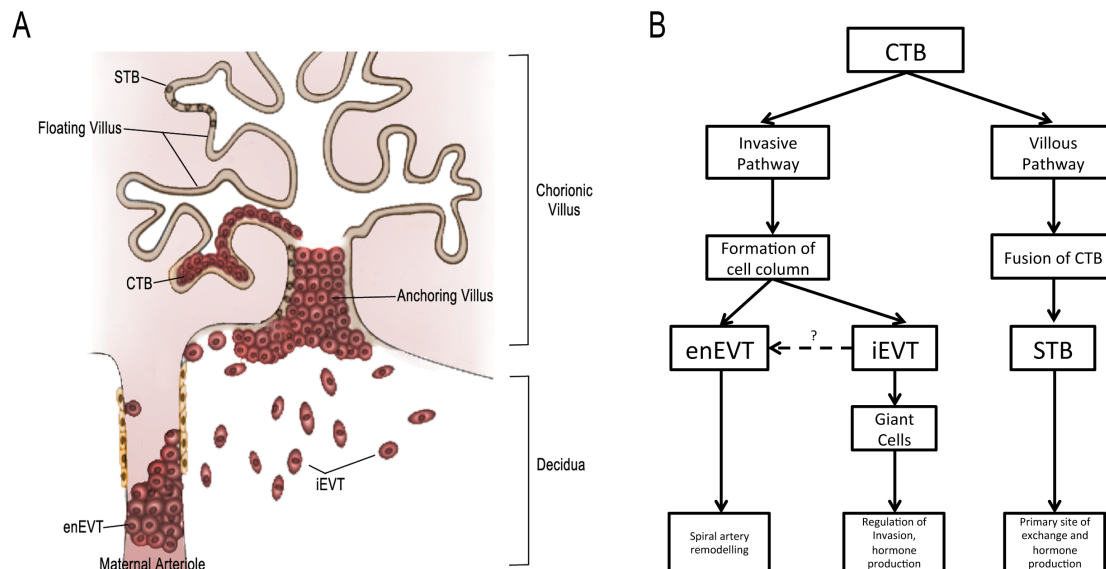 A
STB
Floating Villus
CTB
Anchoring Villus
Chorionic
Villus
iEVT
Decidua
enEVT
Maternal Arteriole
B
CTB
Invasive
Pathway
Villous
Pathway
Formation of
cell column
Fusion of CTB
enEVT
?
iEVT
STB
Giant
Cells
Spiral artery
remodelling
Regulation of
Invasion,
hormone
production
Primary site of
exchange and
hormone
production